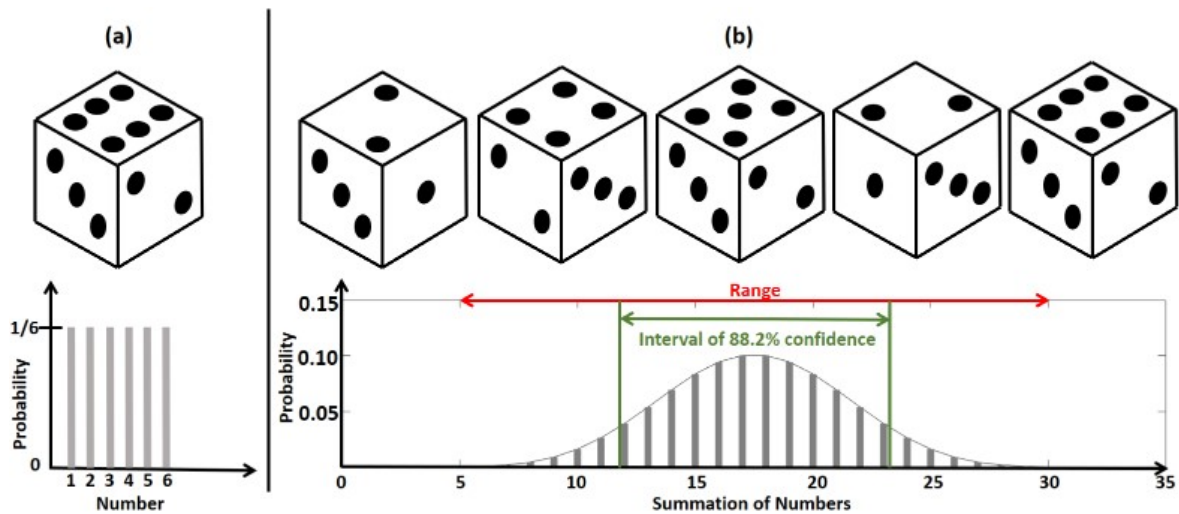 (a)
(b)
1/6
Probability
0
1 2 3 4 5 6
Number
Range
Interval of 88.2% confidence
0.15
0.10
0.05
Probability
0 5 10 15 20 25 30 35
Summation of Numbers